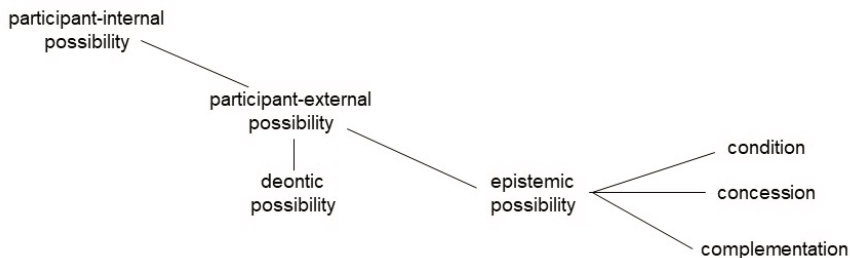 participant-internal
possibility
participant-external
possibility
deontic
possibility
epistemic
possibility
condition
concession
complementation